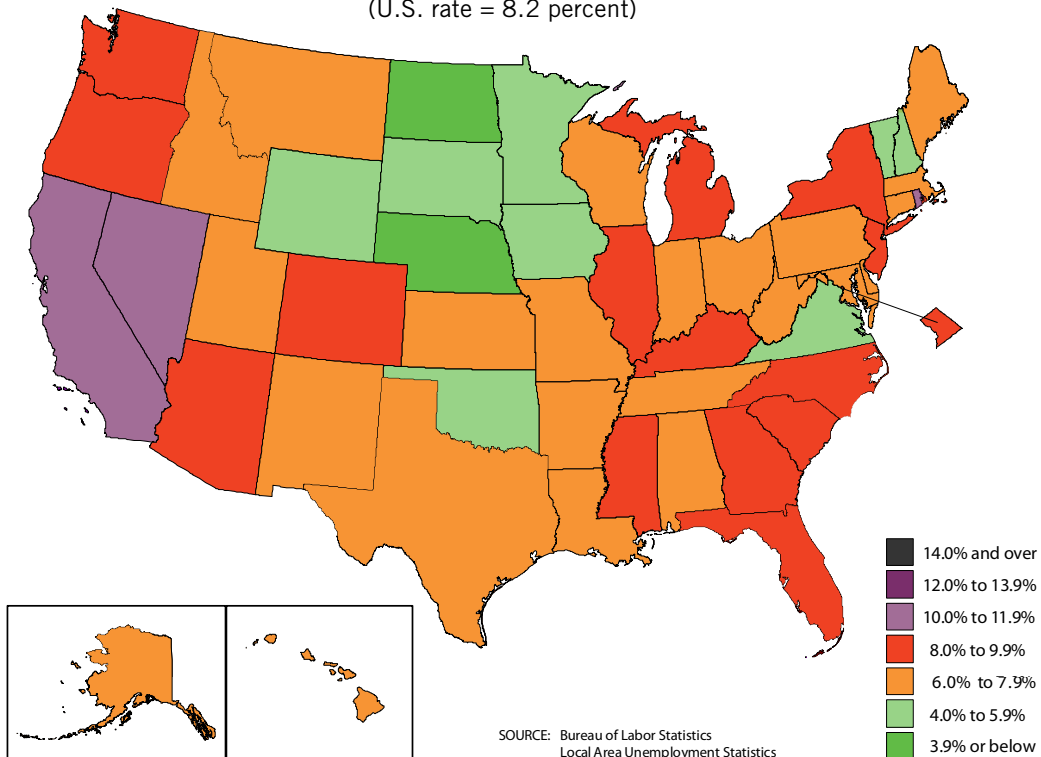 (U.S. rate = 8.2 percent)
14.0% and over
12.0% to 13.9%
10.0% to 11.9%
8.0% to 9.9%
6.0% to 7.9%
4.0% to 5.9%
3.9% or below
SOURCE: Bureau of Labor Statistics
Local Area Unemployment Statistics